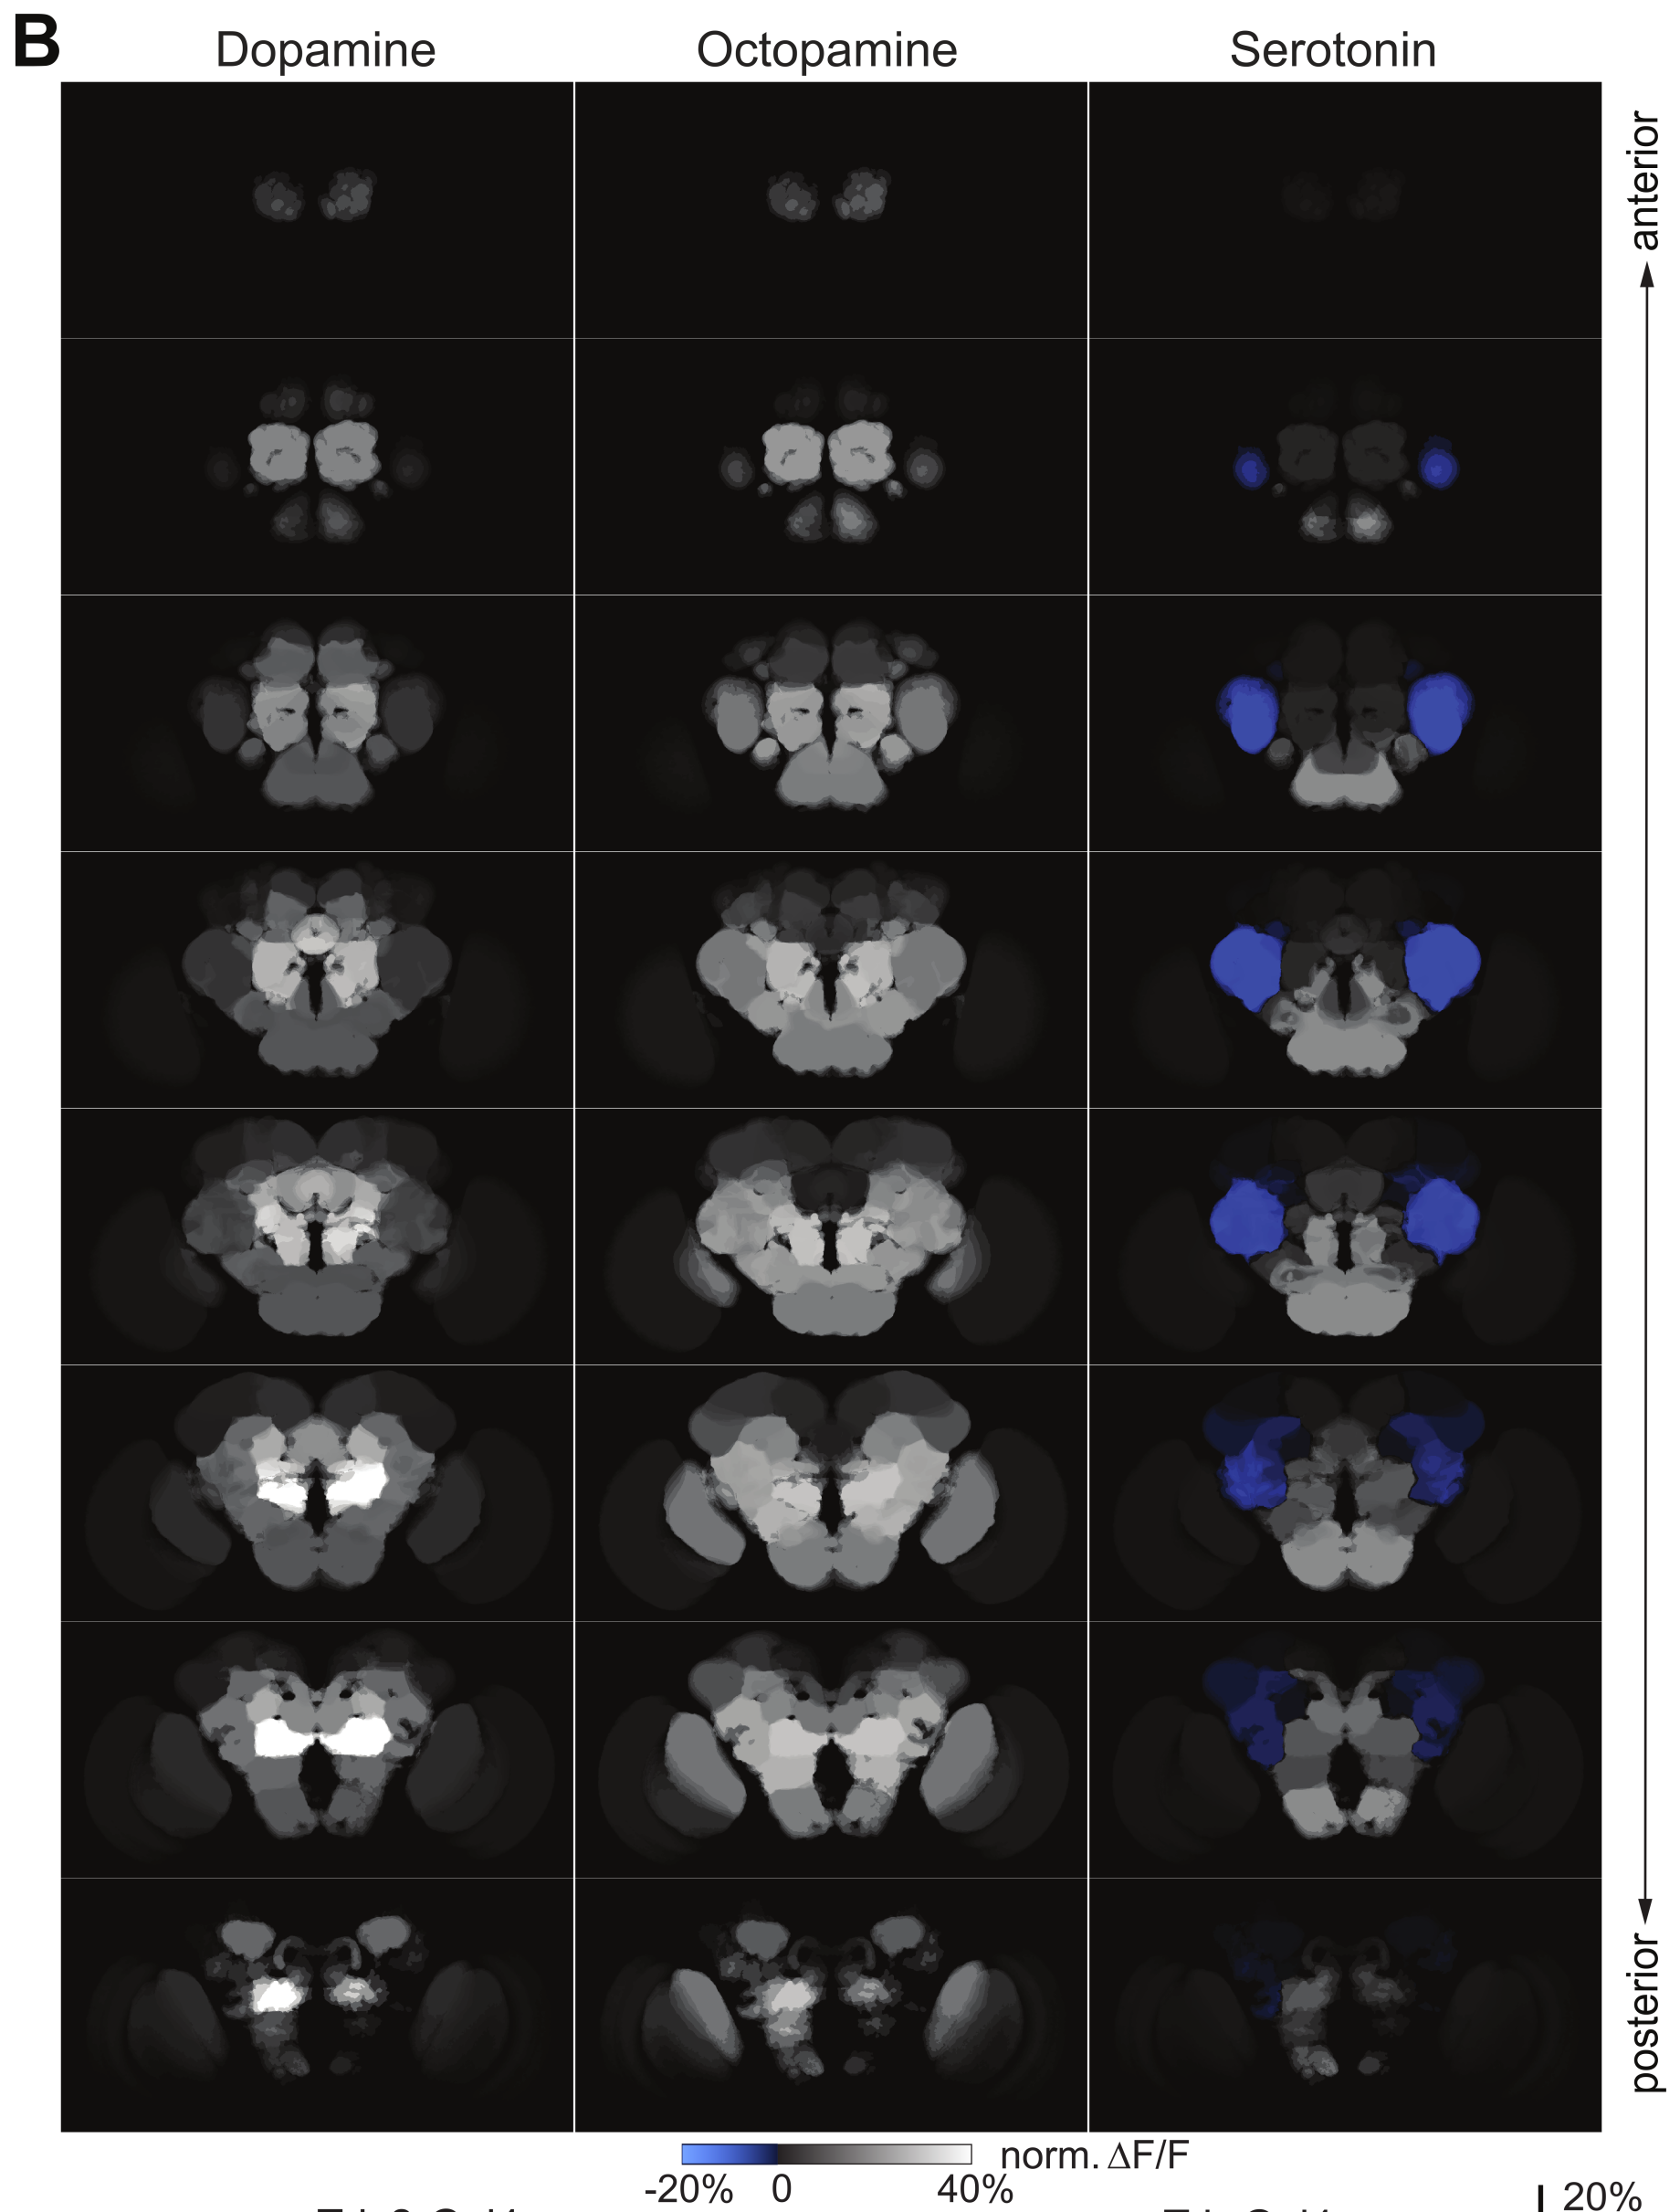 B
Dopamine Octopamine Serotonin
anterior
posterior
norm. ΔF/F
-20% 0 40%
20%